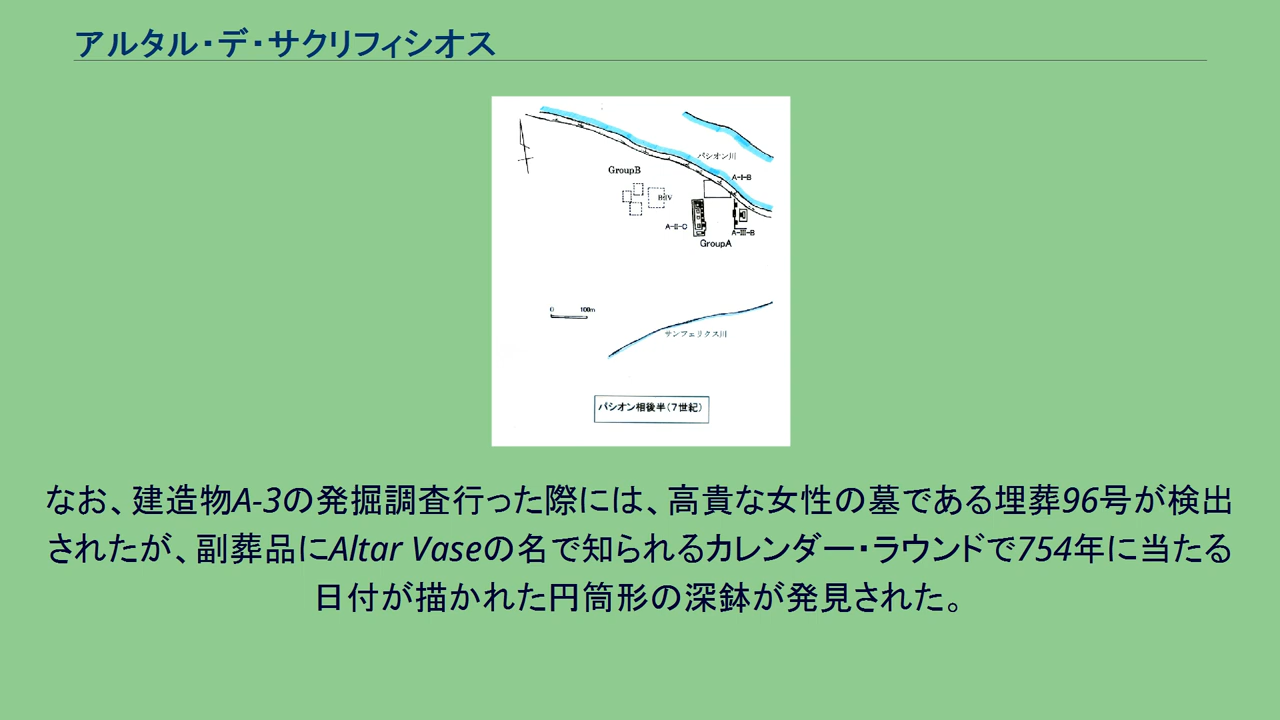 アルタル・デ・サクリフィシオス
パシオン川
GroupB
A-I-B
BⅣ
A-Ⅱ-C
A-Ⅲ-B
GroupA
0 100m
サンフェリクス川
パシオン相後半(7世紀)
なお、建造物A-3の発掘調査行った際には、高貴な女性の墓である埋葬96号が検出
されたが、副葬品にAltar Vaseの名で知られるカレンダー・ラウンドで754年に当たる
日付が描かれた円筒形の深鉢が発見された。